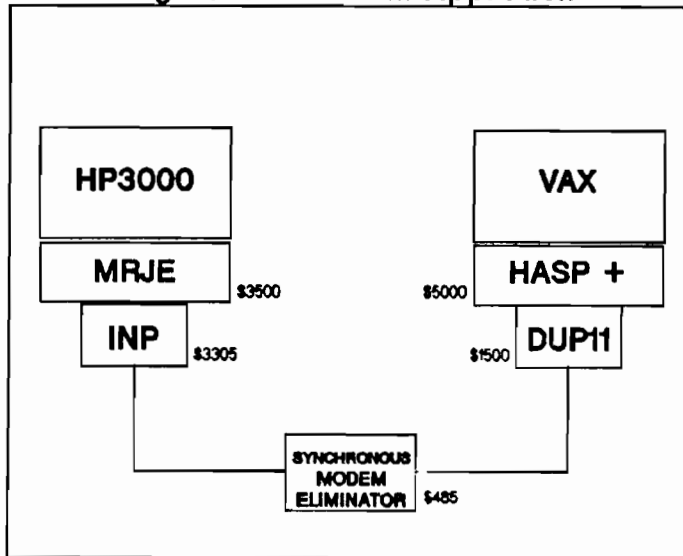 HP3000
VAX
MRJE
$3500
HASP +
$5000
INP
$3305
DUP11
$1500
SYNCHRONOUS
MODEM
ELIMINATOR
$485